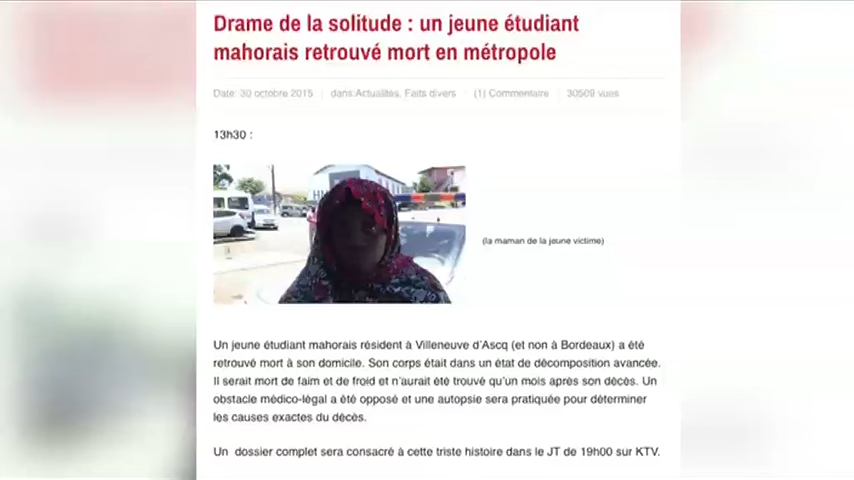 Drame de la solitude : un jeune étudiant
mahorais retrouvé mort en métropole
Date: 30 octobre 2015 dans:Actualités, Faits divers (1) Commentaire 30509 vues
13h30 :
(la maman de la jeune victime)
Un jeune étudiant mahorais résident à Villeneuve d'Ascq (et non à Bordeaux) a été
retrouvé mort à son domicile. Son corps était dans un état de décomposition avancée.
Il serait mort de faim et de froid et n'aurait été trouvé qu'un mois après son décès. Un
obstacle médico-légal a été opposé et une autopsie sera pratiquée pour déterminer
les causes exactes du décès.
Un dossier complet sera consacré à cette triste histoire dans le JT de 19h00 sur KTV.